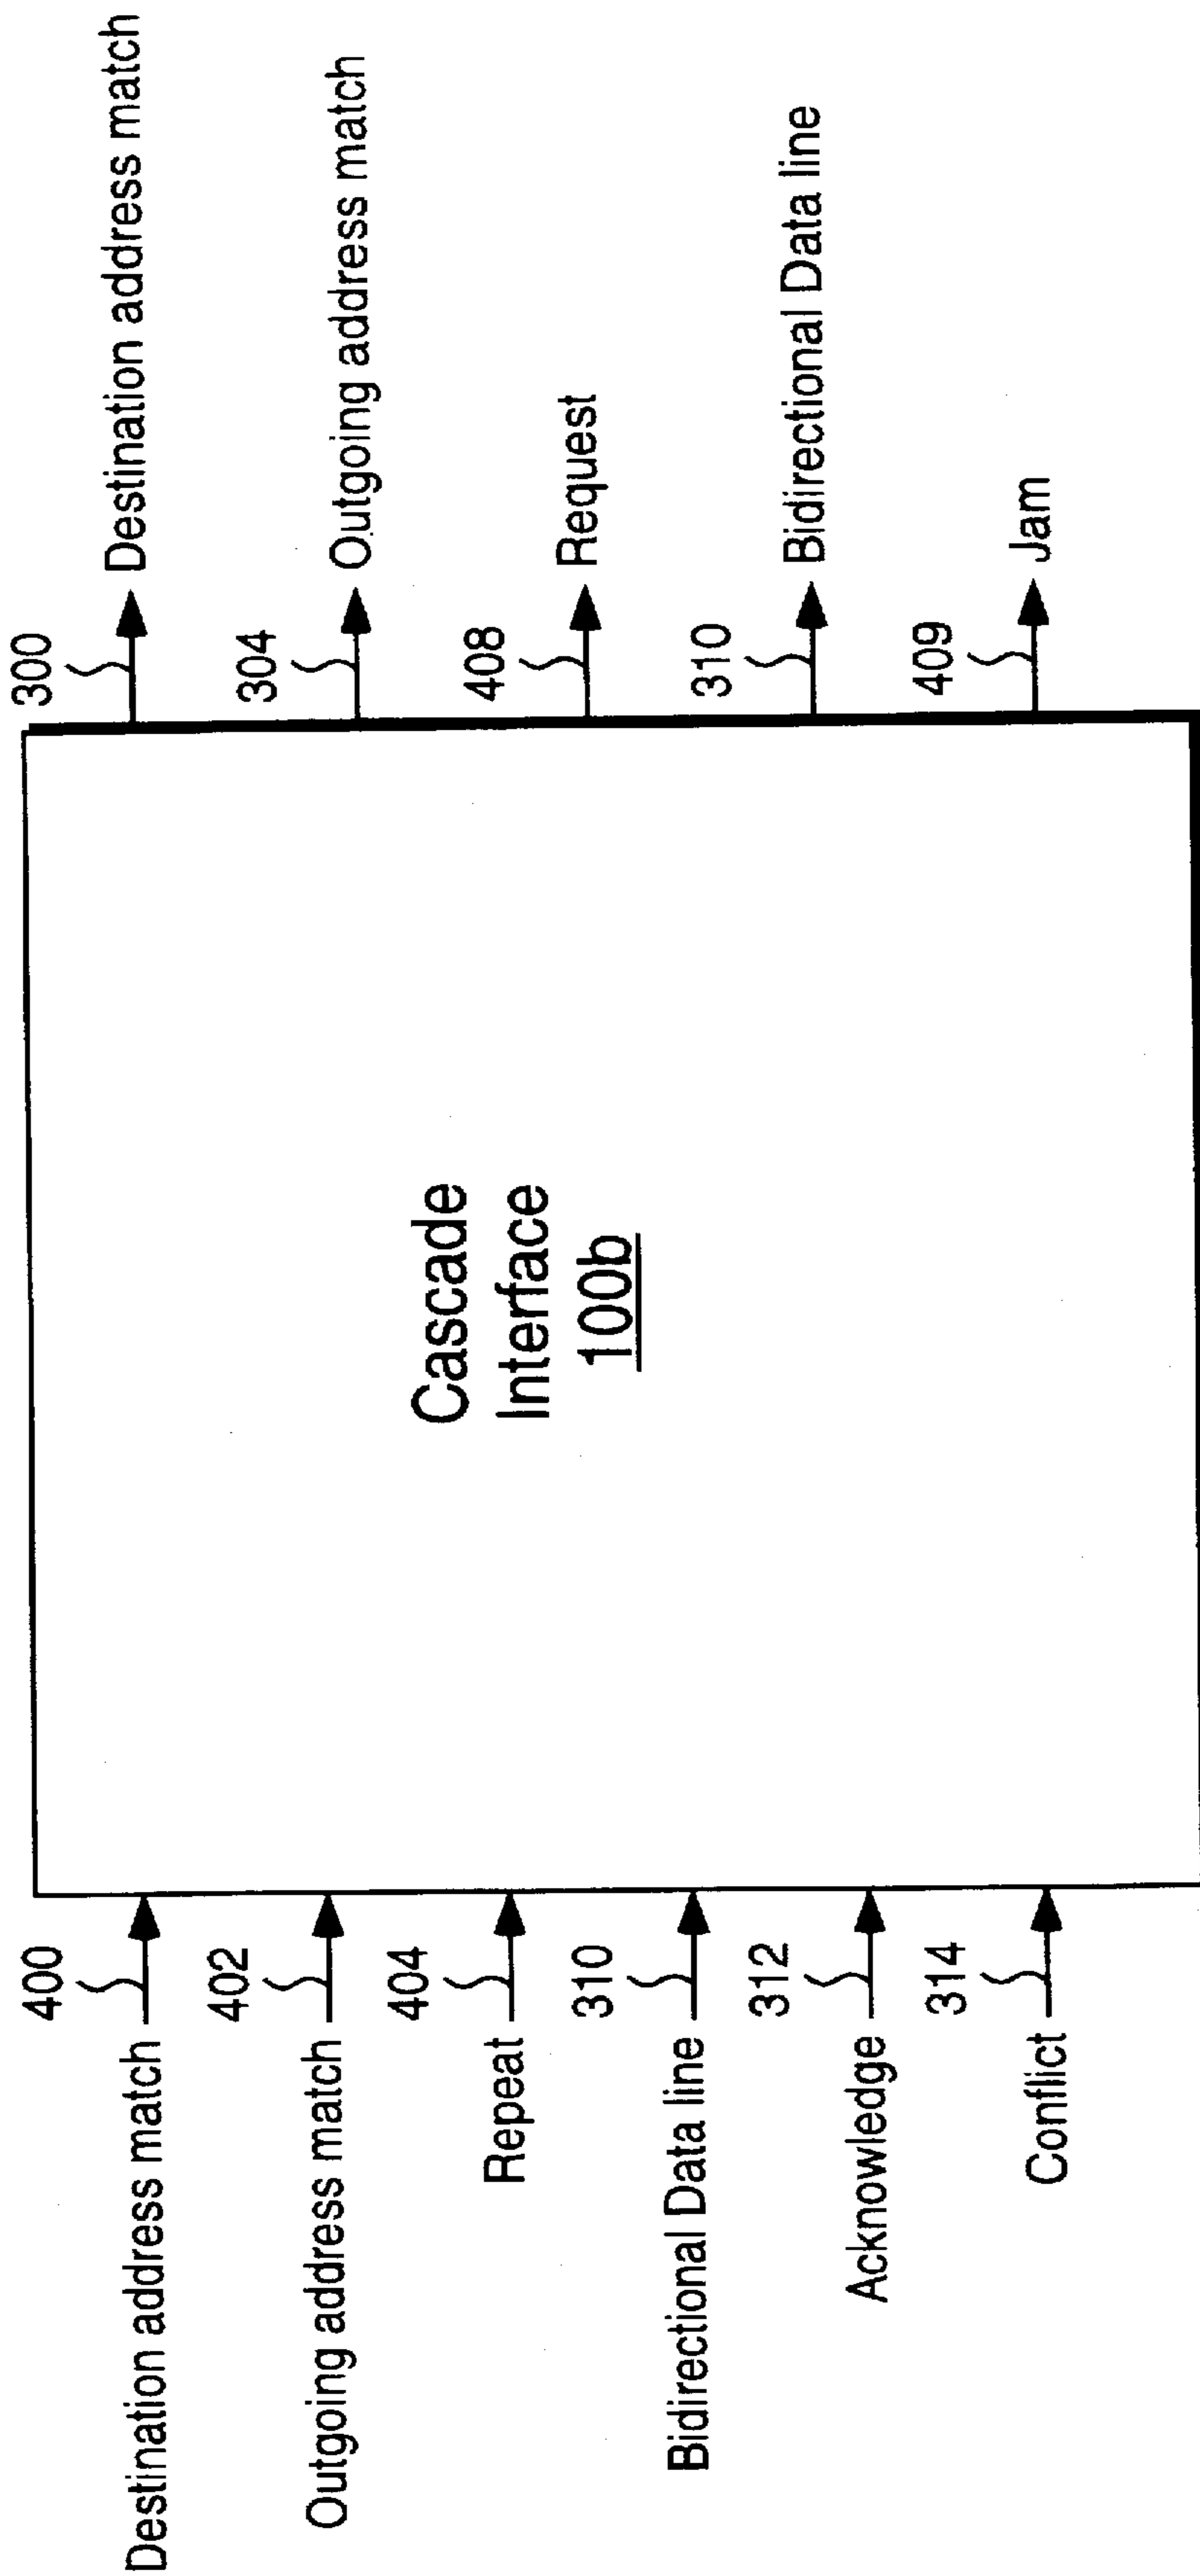 400
Destination address match
402
Outgoing address match
404
Repeat
310
Bidirectional Data line
312
Acknowledge
314
Conflict
Cascade
Interface
100b
300
Destination address match
304
Outgoing address match
408
Request
310
Bidirectional Data line
409
Jam